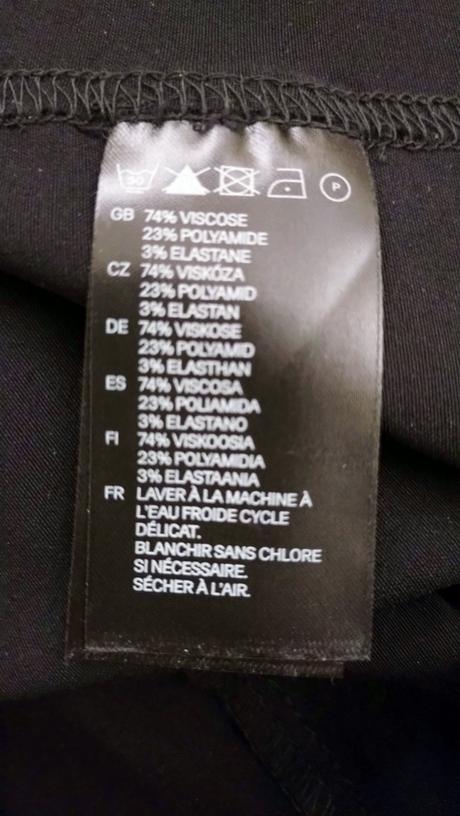 30 P
GB 74% VISCOSE
23% POLYAMIDE
3% ELASTANE
CZ 74% VISKÓZA
23% POLYAMID
3% ELASTAN
DE 74% VISKOSE
23% POLYAMID
3% ELASTHAN
ES 74% VISCOSA
23% POLIAMIDA
3% ELASTANO
FI 74% VISKOOSIA
23% POLYAMIDIA
3% ELASTAANIA
FR LAVER À LA MACHINE À
L'EAU FROIDE CYCLE
DÉLICAT.
BLANCHIR SANS CHLORE
SI NÉCESSAIRE.
SÉCHER À L'AIR.